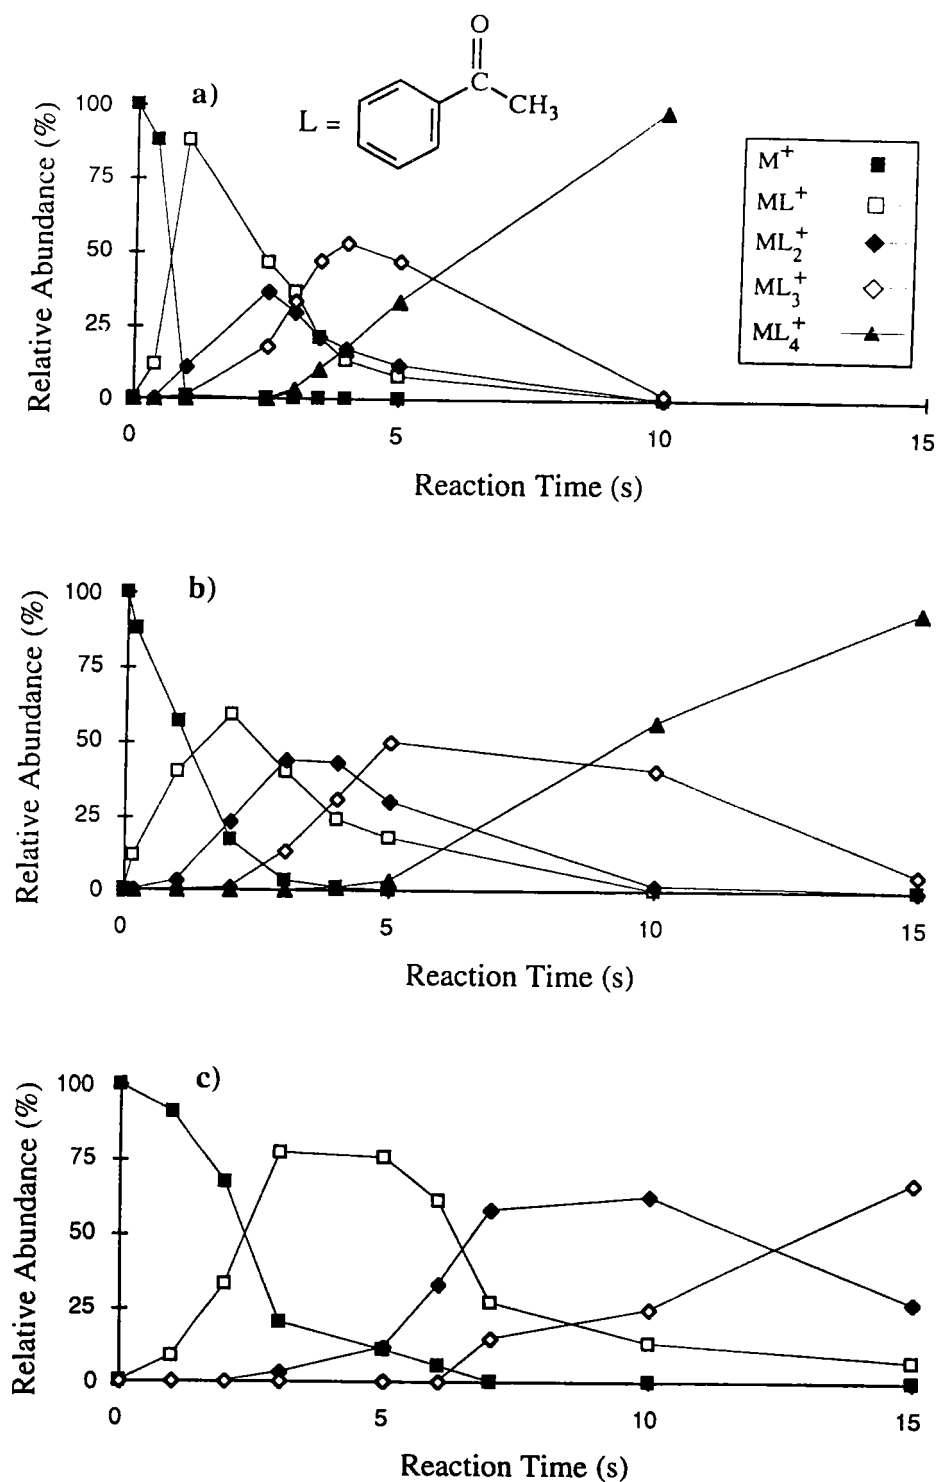 O
C
CH₃
L =
a)
M⁺
ML⁺
ML₂⁺
ML₃⁺
ML₄⁺
Relative Abundance (%)
100
75
50
25
0
0 5 10 15
Reaction Time (s)
b)
Relative Abundance (%)
100
75
50
25
0
0 5 10 15
Reaction Time (s)
c)
Relative Abundance (%)
100
75
50
25
0
0 5 10 15
Reaction Time (s)